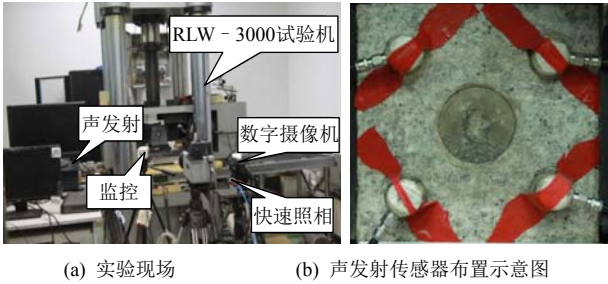 RLW－3000试验机
声发射
数字摄像机
监控
快速照相
(a) 实验现场
(b) 声发射传感器布置示意图